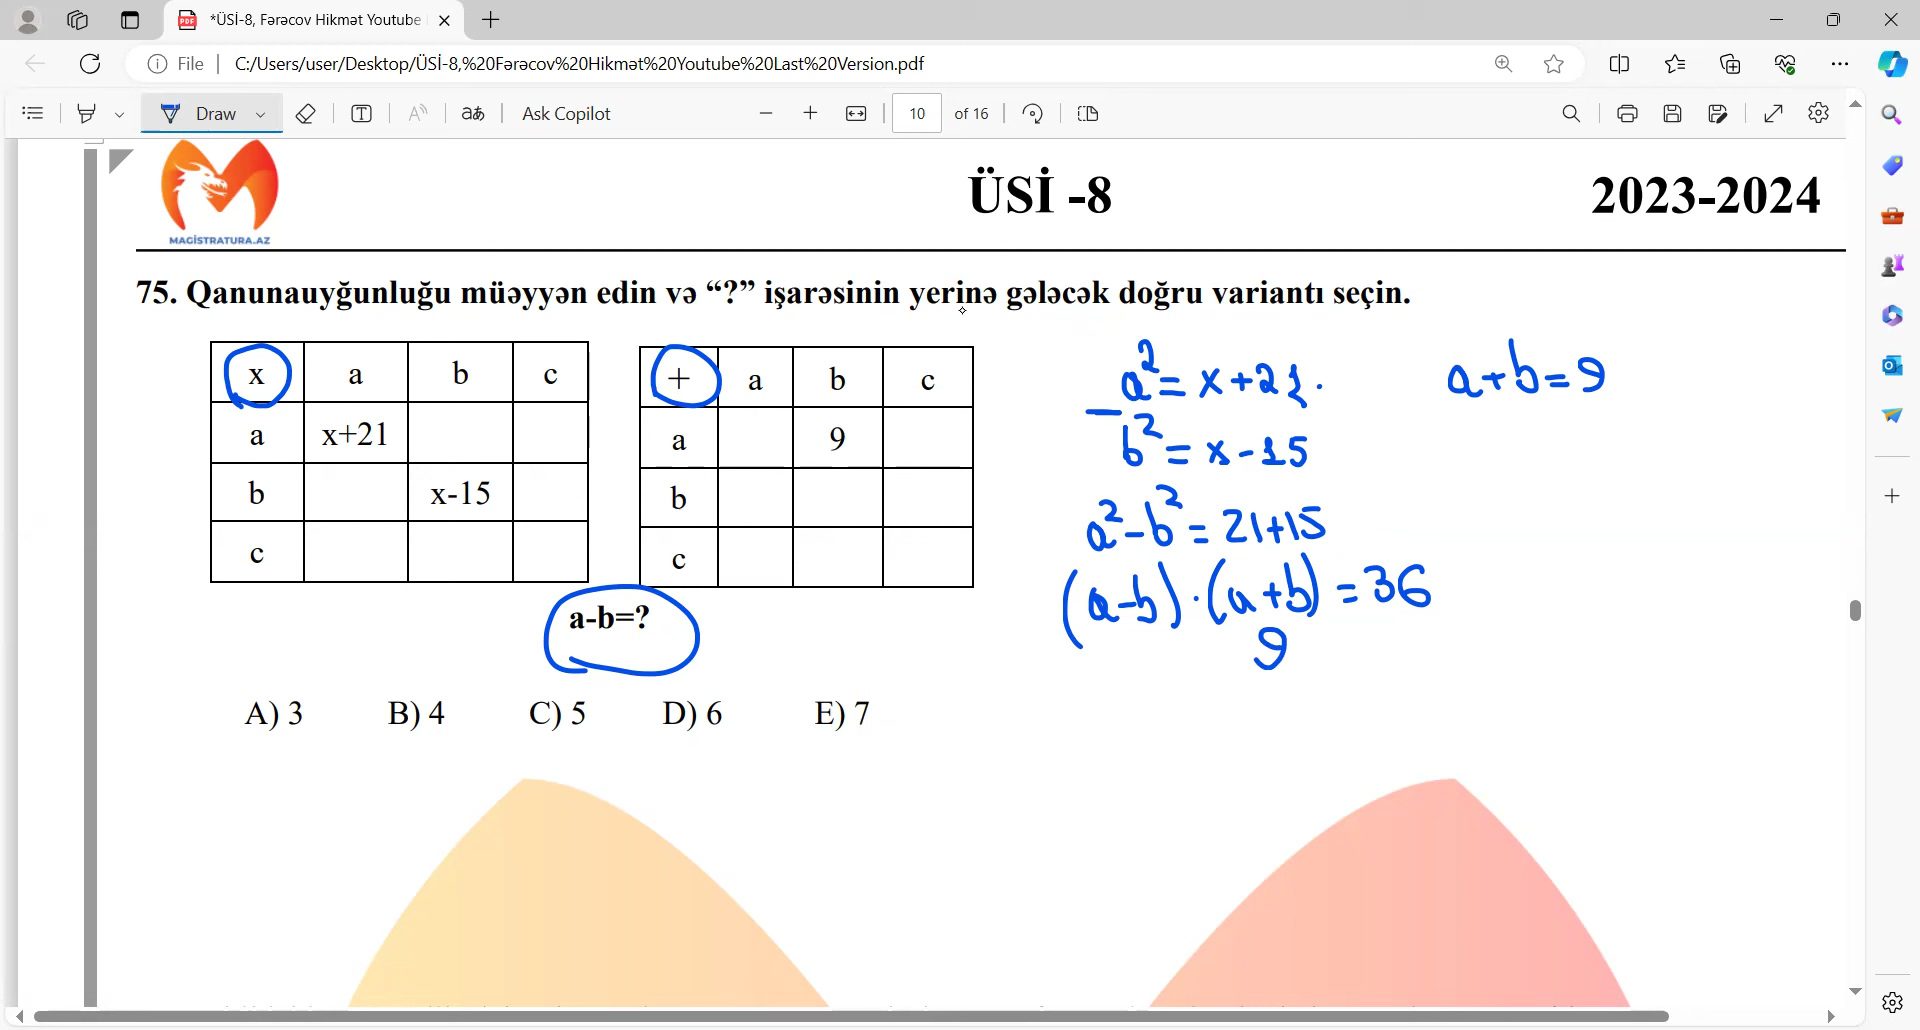 *ÜSİ-8, Fərəcov Hikmət Youtube
File | C:/Users/user/Desktop/ÜSİ-8,%20Fərəcov%20Hikmət%20Youtube%20Last%20Version.pdf
Draw
Ask Copilot
10 of 16
MAGİSTRATURA.AZ
ÜSİ -8
2023-2024
75. Qanunauyğunluğu müəyyən edin və “?” işarəsinin yerinə gələcək doğru variantı seçin.
x a b c
a x+21
b x-15
c
+ a b c
a 9
b
c
a-b=?
A) 3 B) 4 C) 5 D) 6 E) 7
a²= x+21.
b²= x-15
a²-b²= 21+15
(a-b)·(a+b)=36
9
a+b=9